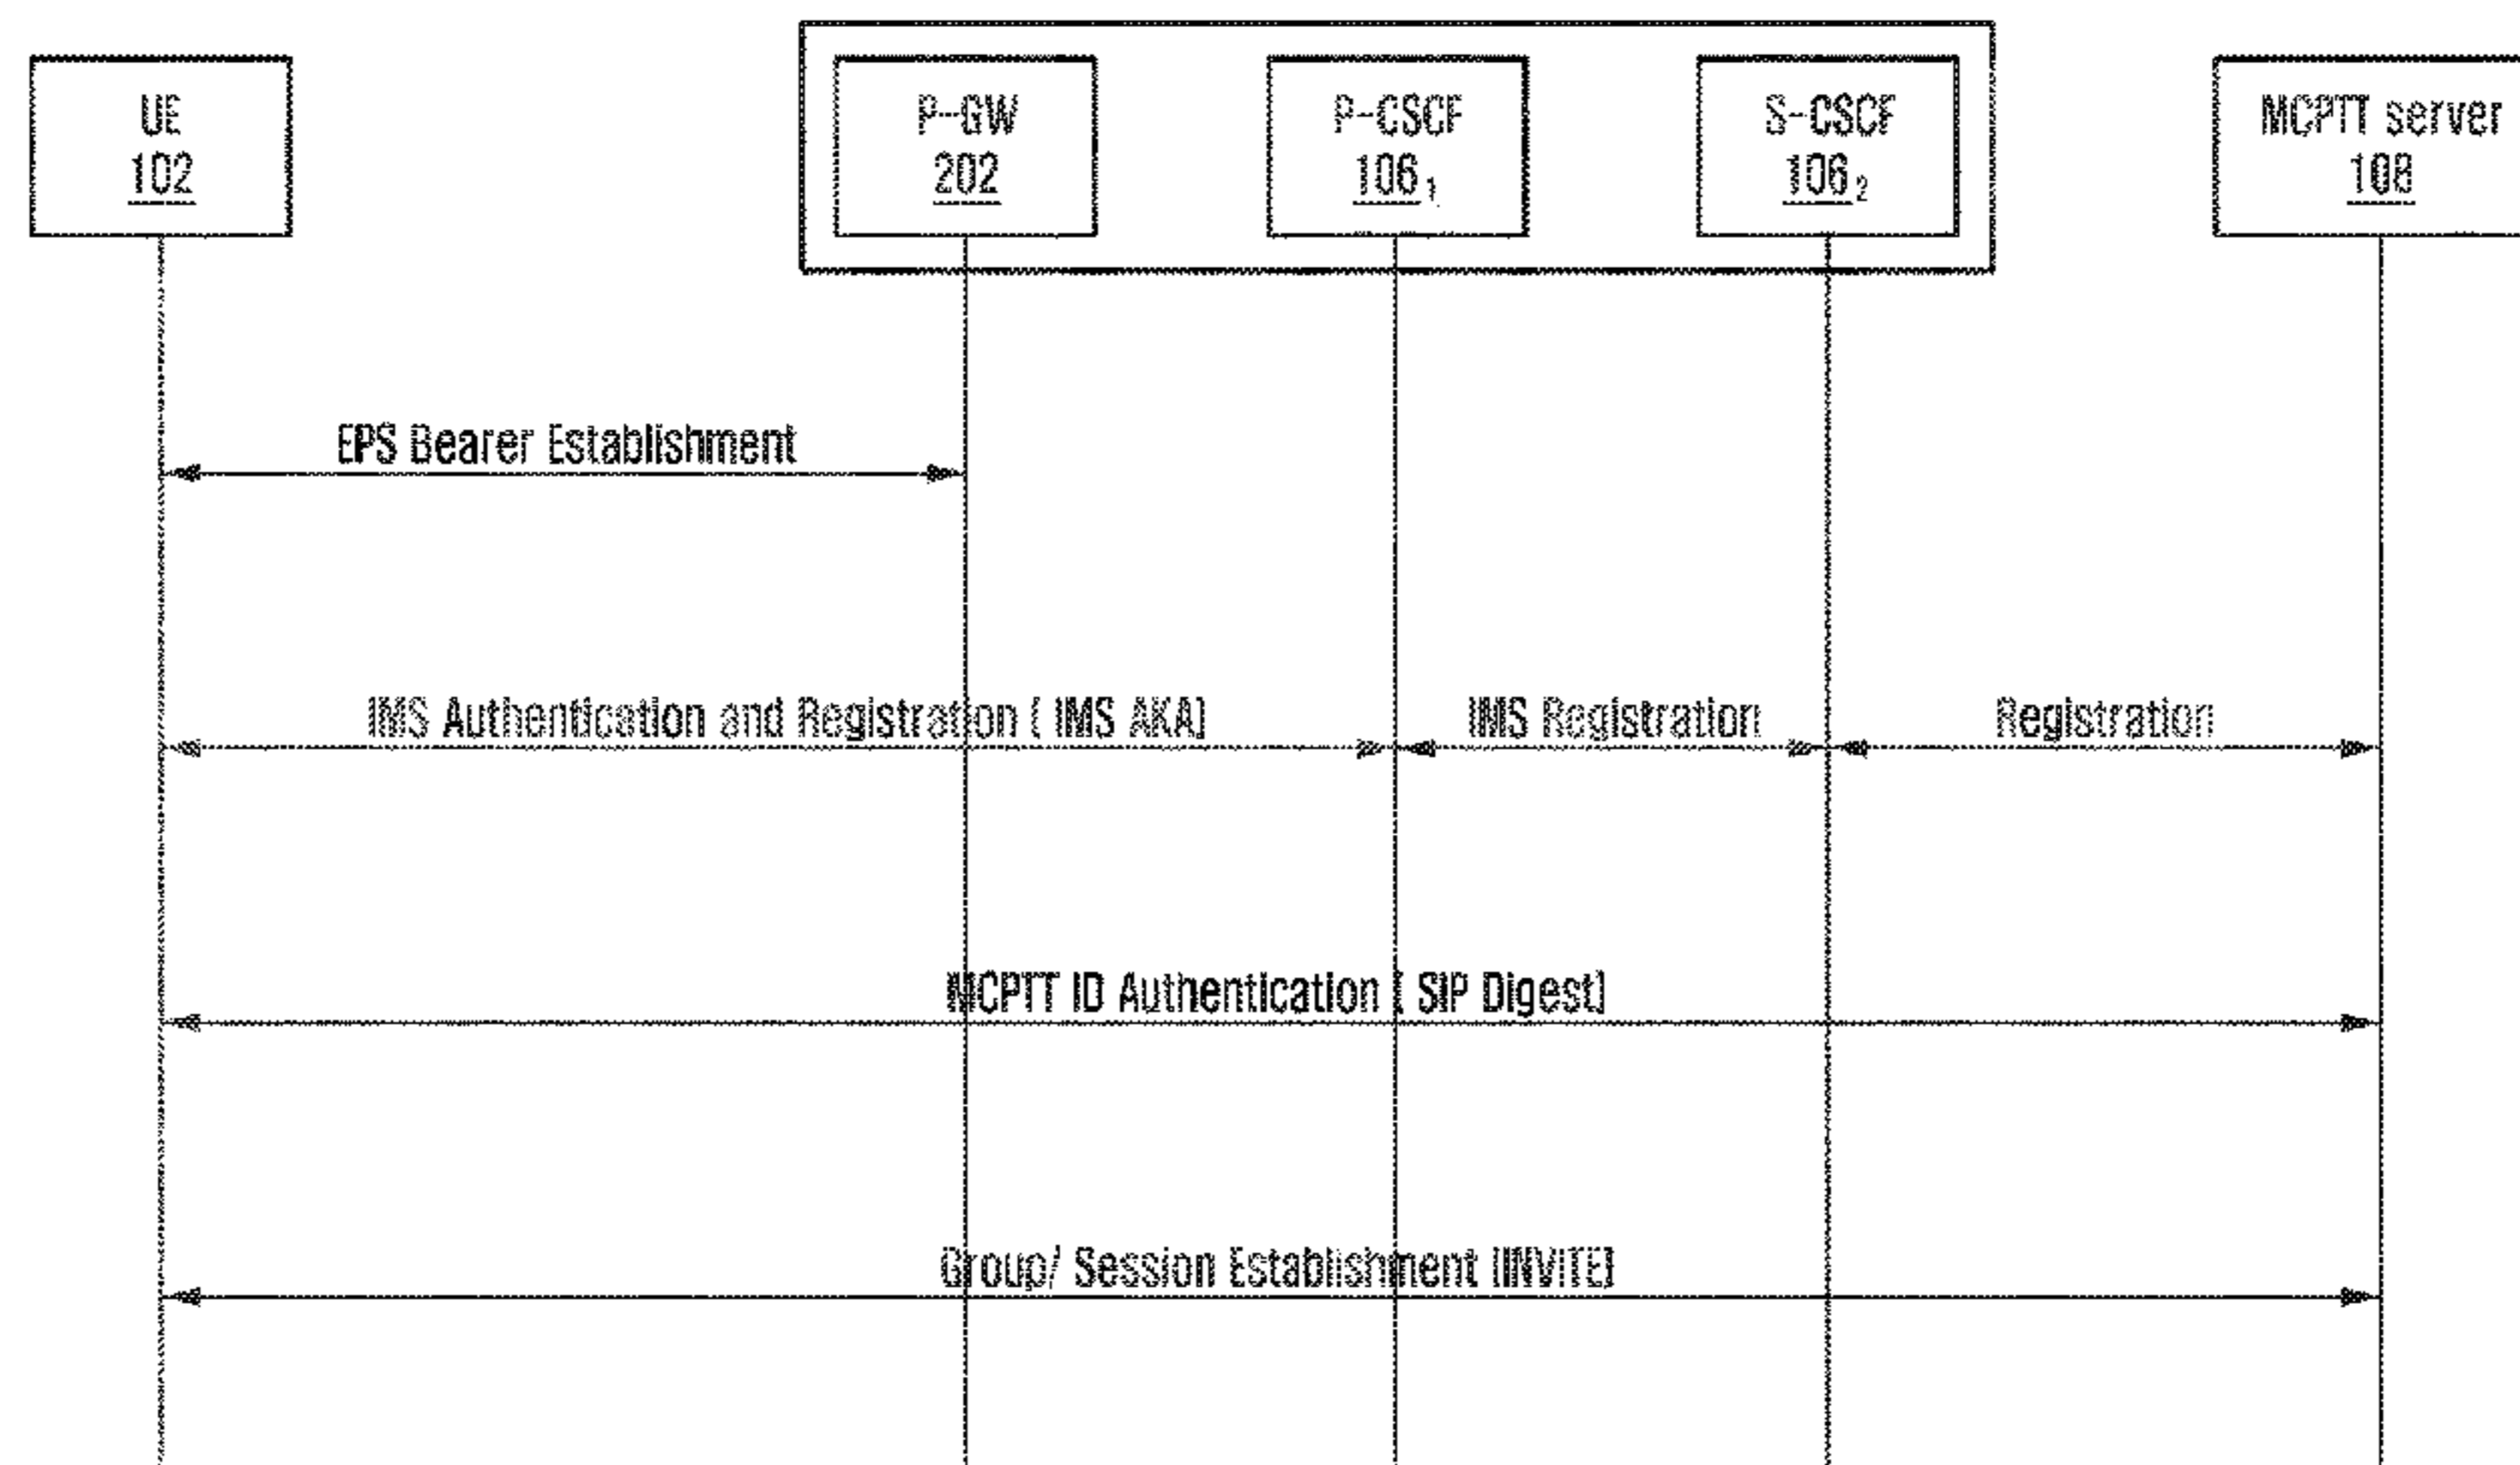 UE
102
P-GW
202
P-CSCF
106₁
S-CSCF
106₂
MCPTT server
108
EPS Bearer Establishment
IMS Authentication and Registration ( IMS AKA)
IMS Registration
Registration
MCPTT ID Authentication ( SIP Digest)
Group/ Session Establishment (INVITE)